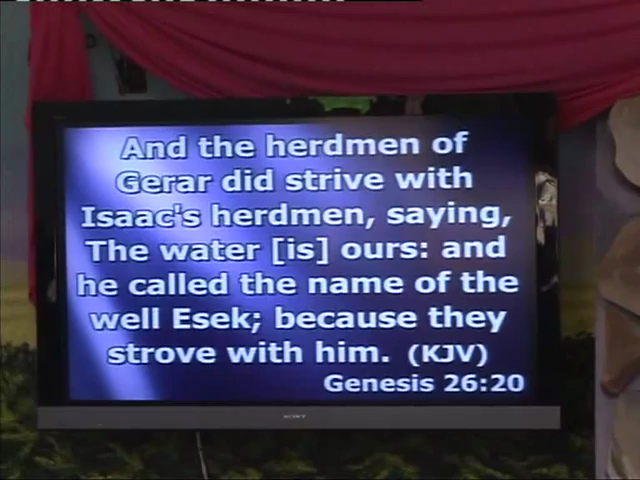 And the herdmen of
Gerar did strive with
Isaac's herdmen, saying,
The water [is] ours: and
he called the name of the
well Esek; because they
strove with him. (KJV)
Genesis 26:20
SONY